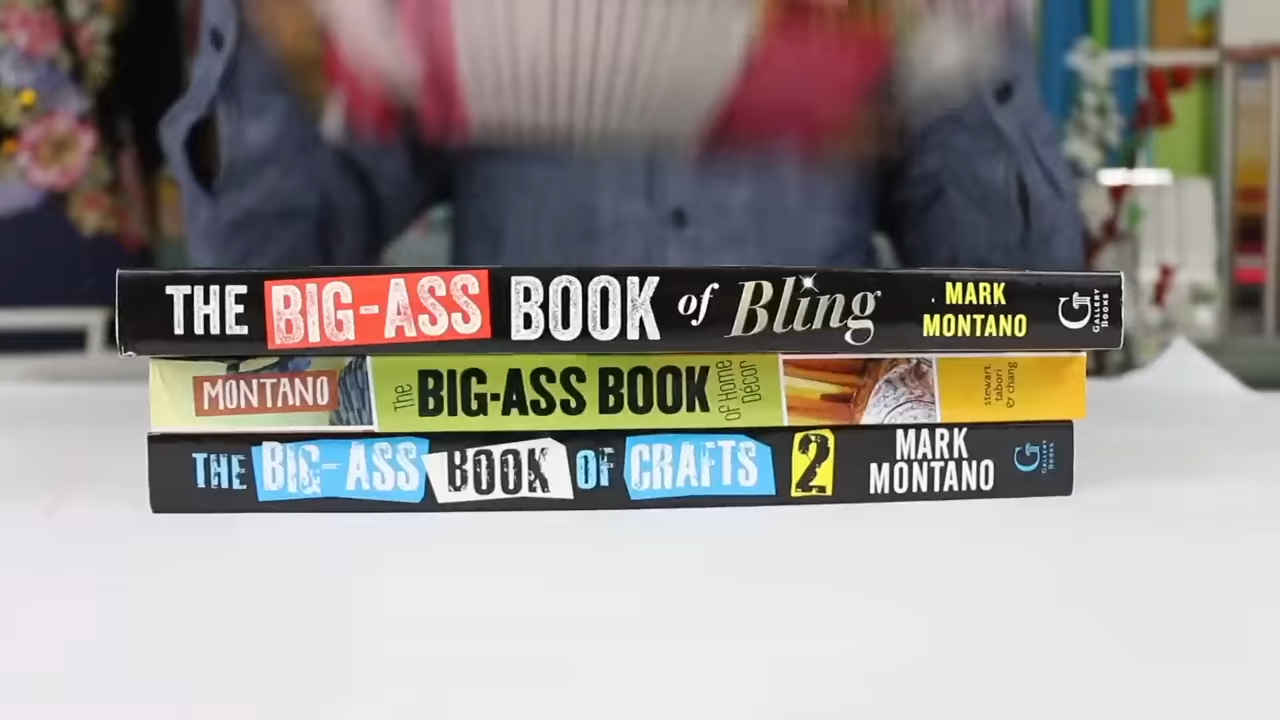 THE BIG-ASS BOOK of Bling MARK MONTANO G GALLERY BOOKS
MONTANO The BIG-ASS BOOK of Home Décor stewart tabori & chang
THE BIG-ASS BOOK OF CRAFTS 2 MARK MONTANO G GALLERY BOOKS